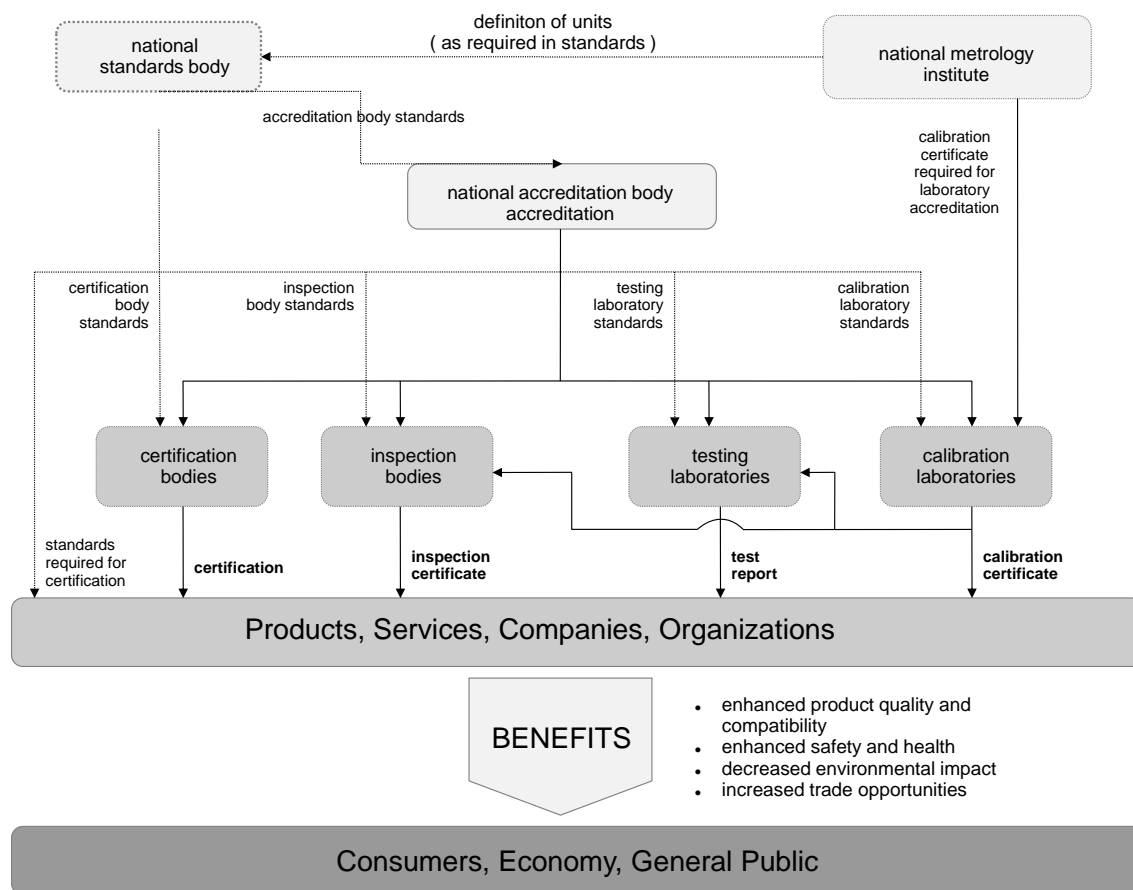 definiton of units
( as required in standards )
national
standards body
national metrology
institute
accreditation body standards
calibration
certificate
required for
laboratory
accreditation
national accreditation body
accreditation
certification
body
standards
inspection
body standards
testing
laboratory
standards
calibration
laboratory
standards
certification
bodies
inspection
bodies
testing
laboratories
calibration
laboratories
standards
required for
certification
certification
inspection
certificate
test
report
calibration
certificate
Products, Services, Companies, Organizations
BENEFITS
• enhanced product quality and
compatibility
• enhanced safety and health
• decreased environmental impact
• increased trade opportunities
Consumers, Economy, General Public